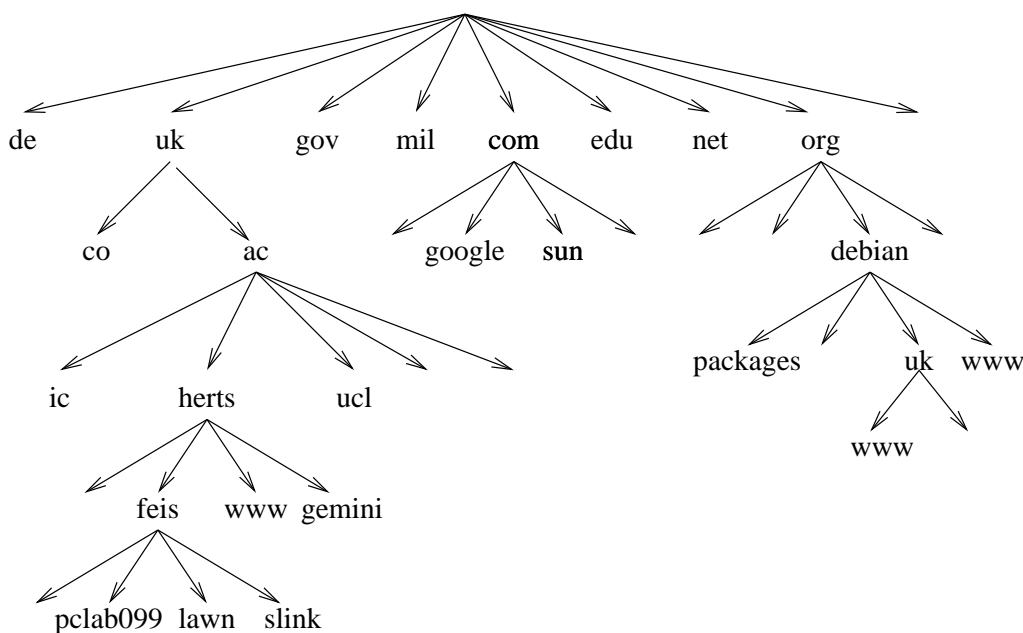 de uk gov mil com edu net org
co ac google sun debian
packages uk www
ic herts ucl
www
feis www gemini
pclab099 lawn slink